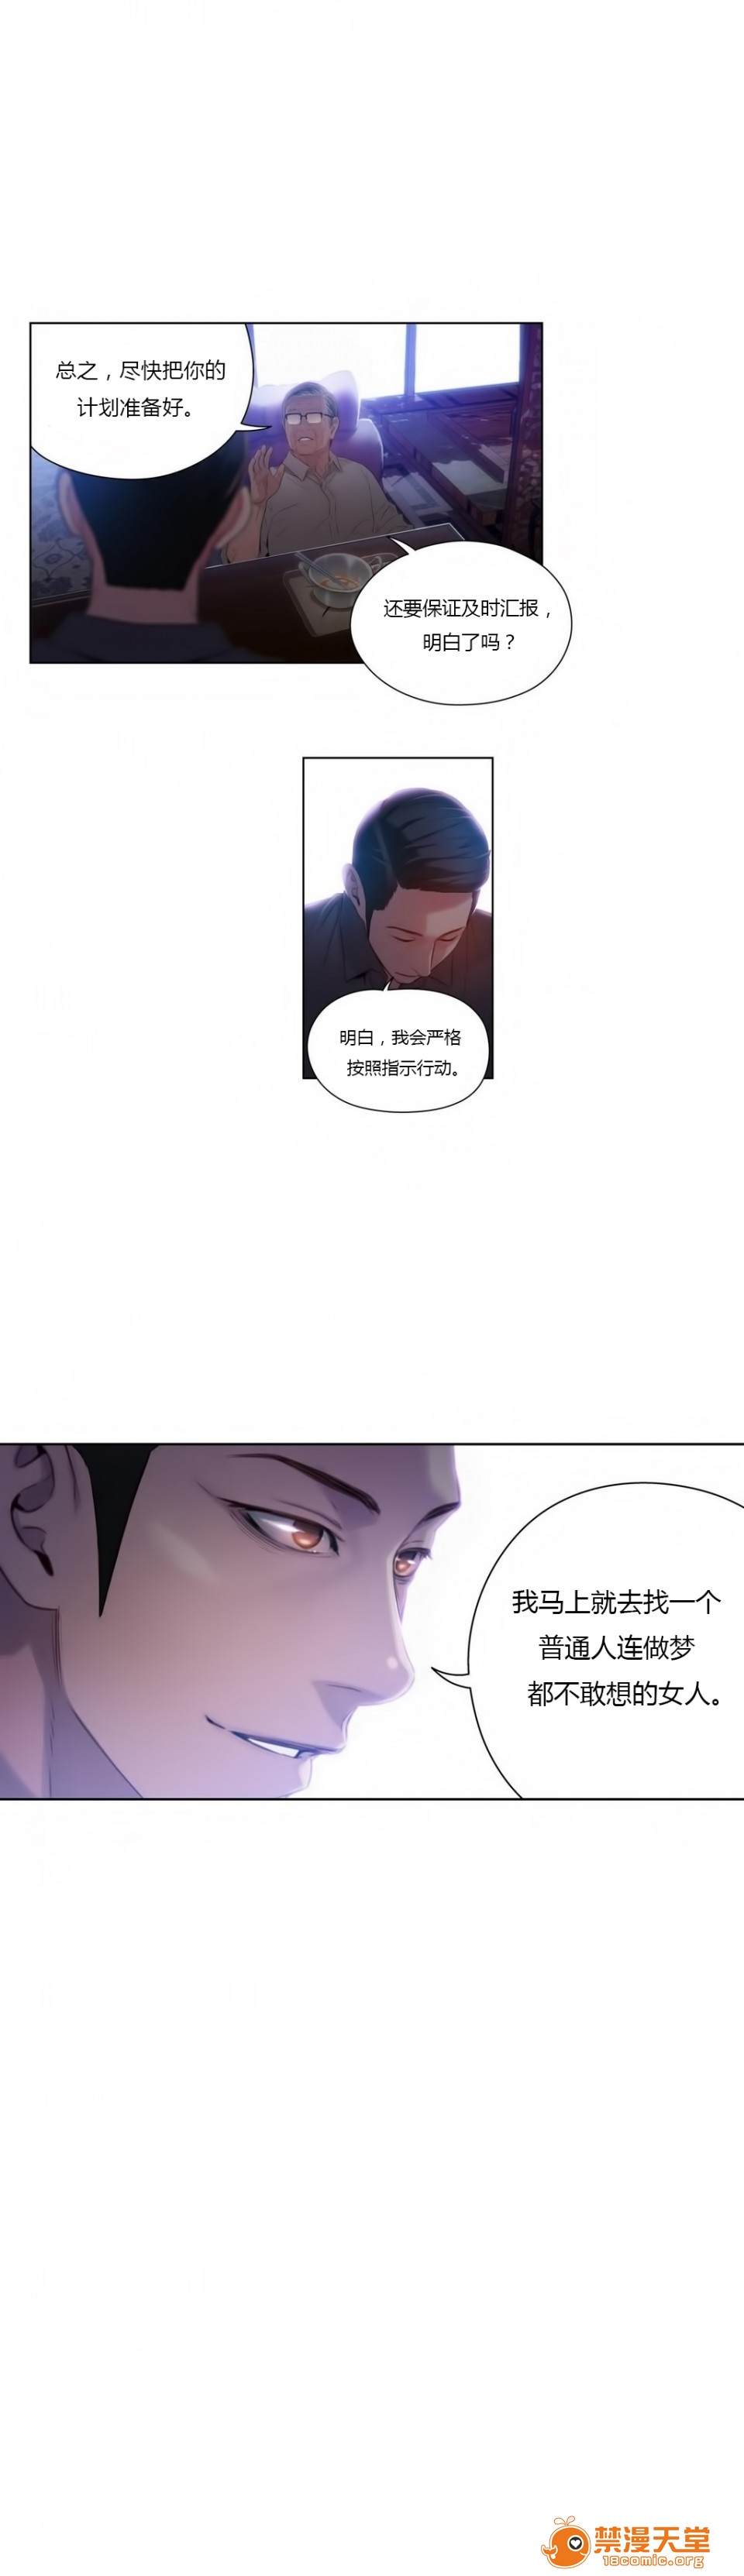 总之，尽快把你的
计划准备好。
还要保证及时汇报，
明白了吗？
明白，我会严格
按照指示行动。
我马上就去找一个
普通人连做梦
都不敢想的女人。
禁漫天堂
18comic.org